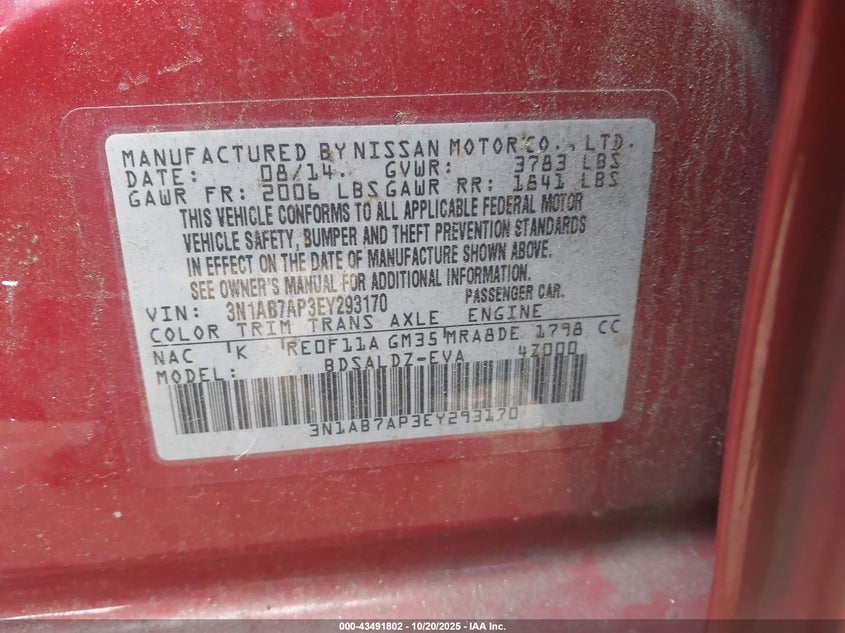 MANUFACTURED BY NISSAN MOTOR CO., LTD.
DATE: 08/14. GVWR: 3783 LBS
GAWR FR: 2006 LBS GAWR RR: 1841 LBS
THIS VEHICLE CONFORMS TO ALL APPLICABLE FEDERAL MOTOR
VEHICLE SAFETY, BUMPER AND THEFT PREVENTION STANDARDS
IN EFFECT ON THE DATE OF MANUFACTURE SHOWN ABOVE.
SEE OWNER'S MANUAL FOR ADDITIONAL INFORMATION.
VIN: 3N1AB7AP3EY293170 PASSENGER CAR.
COLOR TRIM TRANS AXLE ENGINE
NAC K RE0F11A GM35 MRA8DE 1798 CC
MODEL: BDSALDZ-EVA 4Z000
3N1AB7AP3EY293170
000-43491802 - 10/20/2025 - IAA Inc.